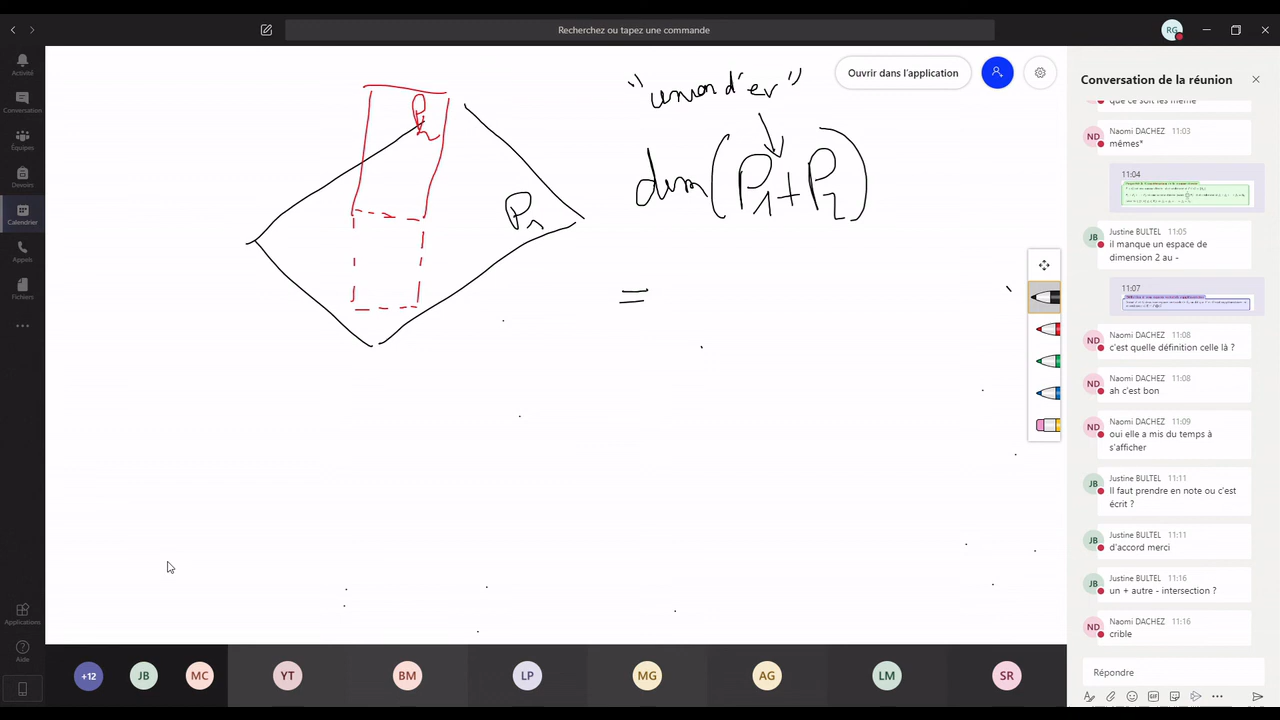 Recherchez ou tapez une commande
RG
Activité
Conversation
Équipes
Devoirs
Calendrier
Appels
Fichiers
Applications
Aide
P2
P1
"union d'ev"
dim(P1+P2)
=
Ouvrir dans l'application
Conversation de la réunion
que ce soit les meme
Naomi DACHEZ 11:03
mêmes*
11:04
JB
Justine BULTEL 11:05
il manque un espace de
dimension 2 au -
11:07
ND
Naomi DACHEZ 11:08
c'est quelle définition celle là ?
ND
Naomi DACHEZ 11:08
ah c'est bon
ND
Naomi DACHEZ 11:09
oui elle a mis du temps à
s'afficher
JB
Justine BULTEL 11:11
Il faut prendre en note ou c'est
écrit ?
JB
Justine BULTEL 11:11
d'accord merci
JB
Justine BULTEL 11:16
un + autre - intersection ?
ND
Naomi DACHEZ 11:16
crible
Répondre
GIF
+12
JB
MC
YT
BM
LP
MG
AG
LM
SR